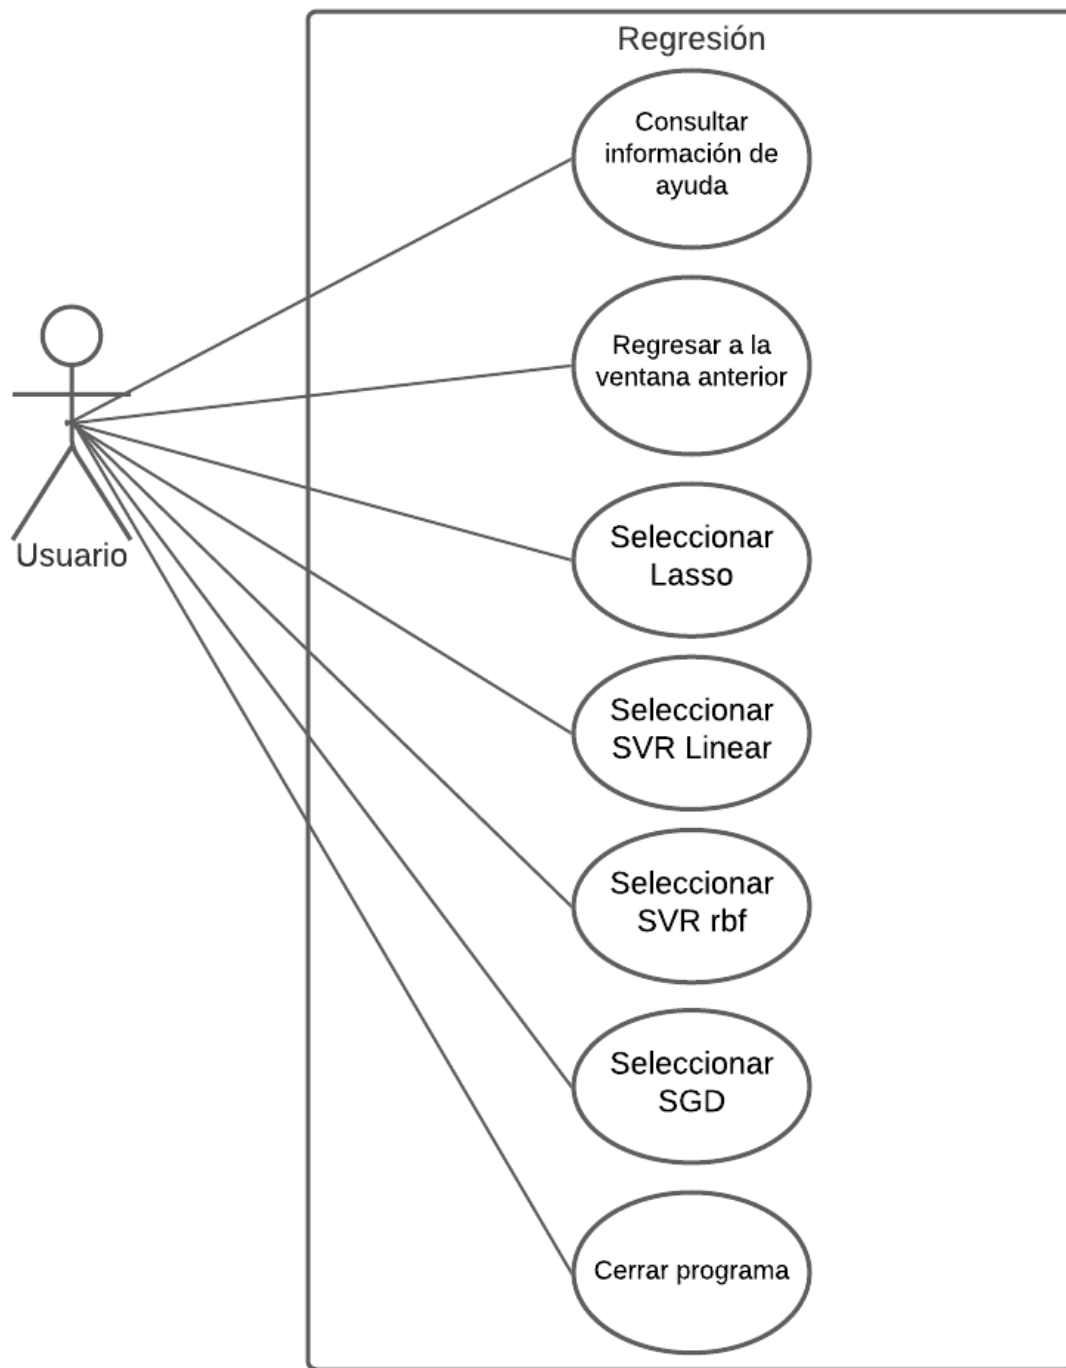 Regresión
Consultar
información de
ayuda
Regresar a la
ventana anterior
Usuario
Seleccionar
Lasso
Seleccionar
SVR Linear
Seleccionar
SVR rbf
Seleccionar
SGD
Cerrar programa